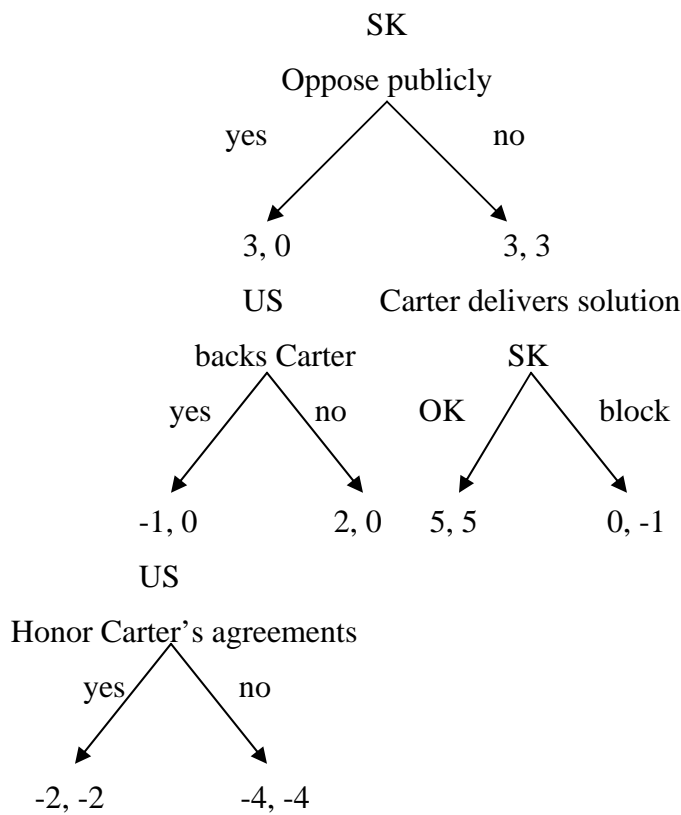 SK
Oppose publicly
yes no
3, 0 3, 3
US Carter delivers solution
backs Carter SK
yes no OK block
-1, 0 2, 0 5, 5 0, -1
US
Honor Carter’s agreements
yes no
-2, -2 -4, -4